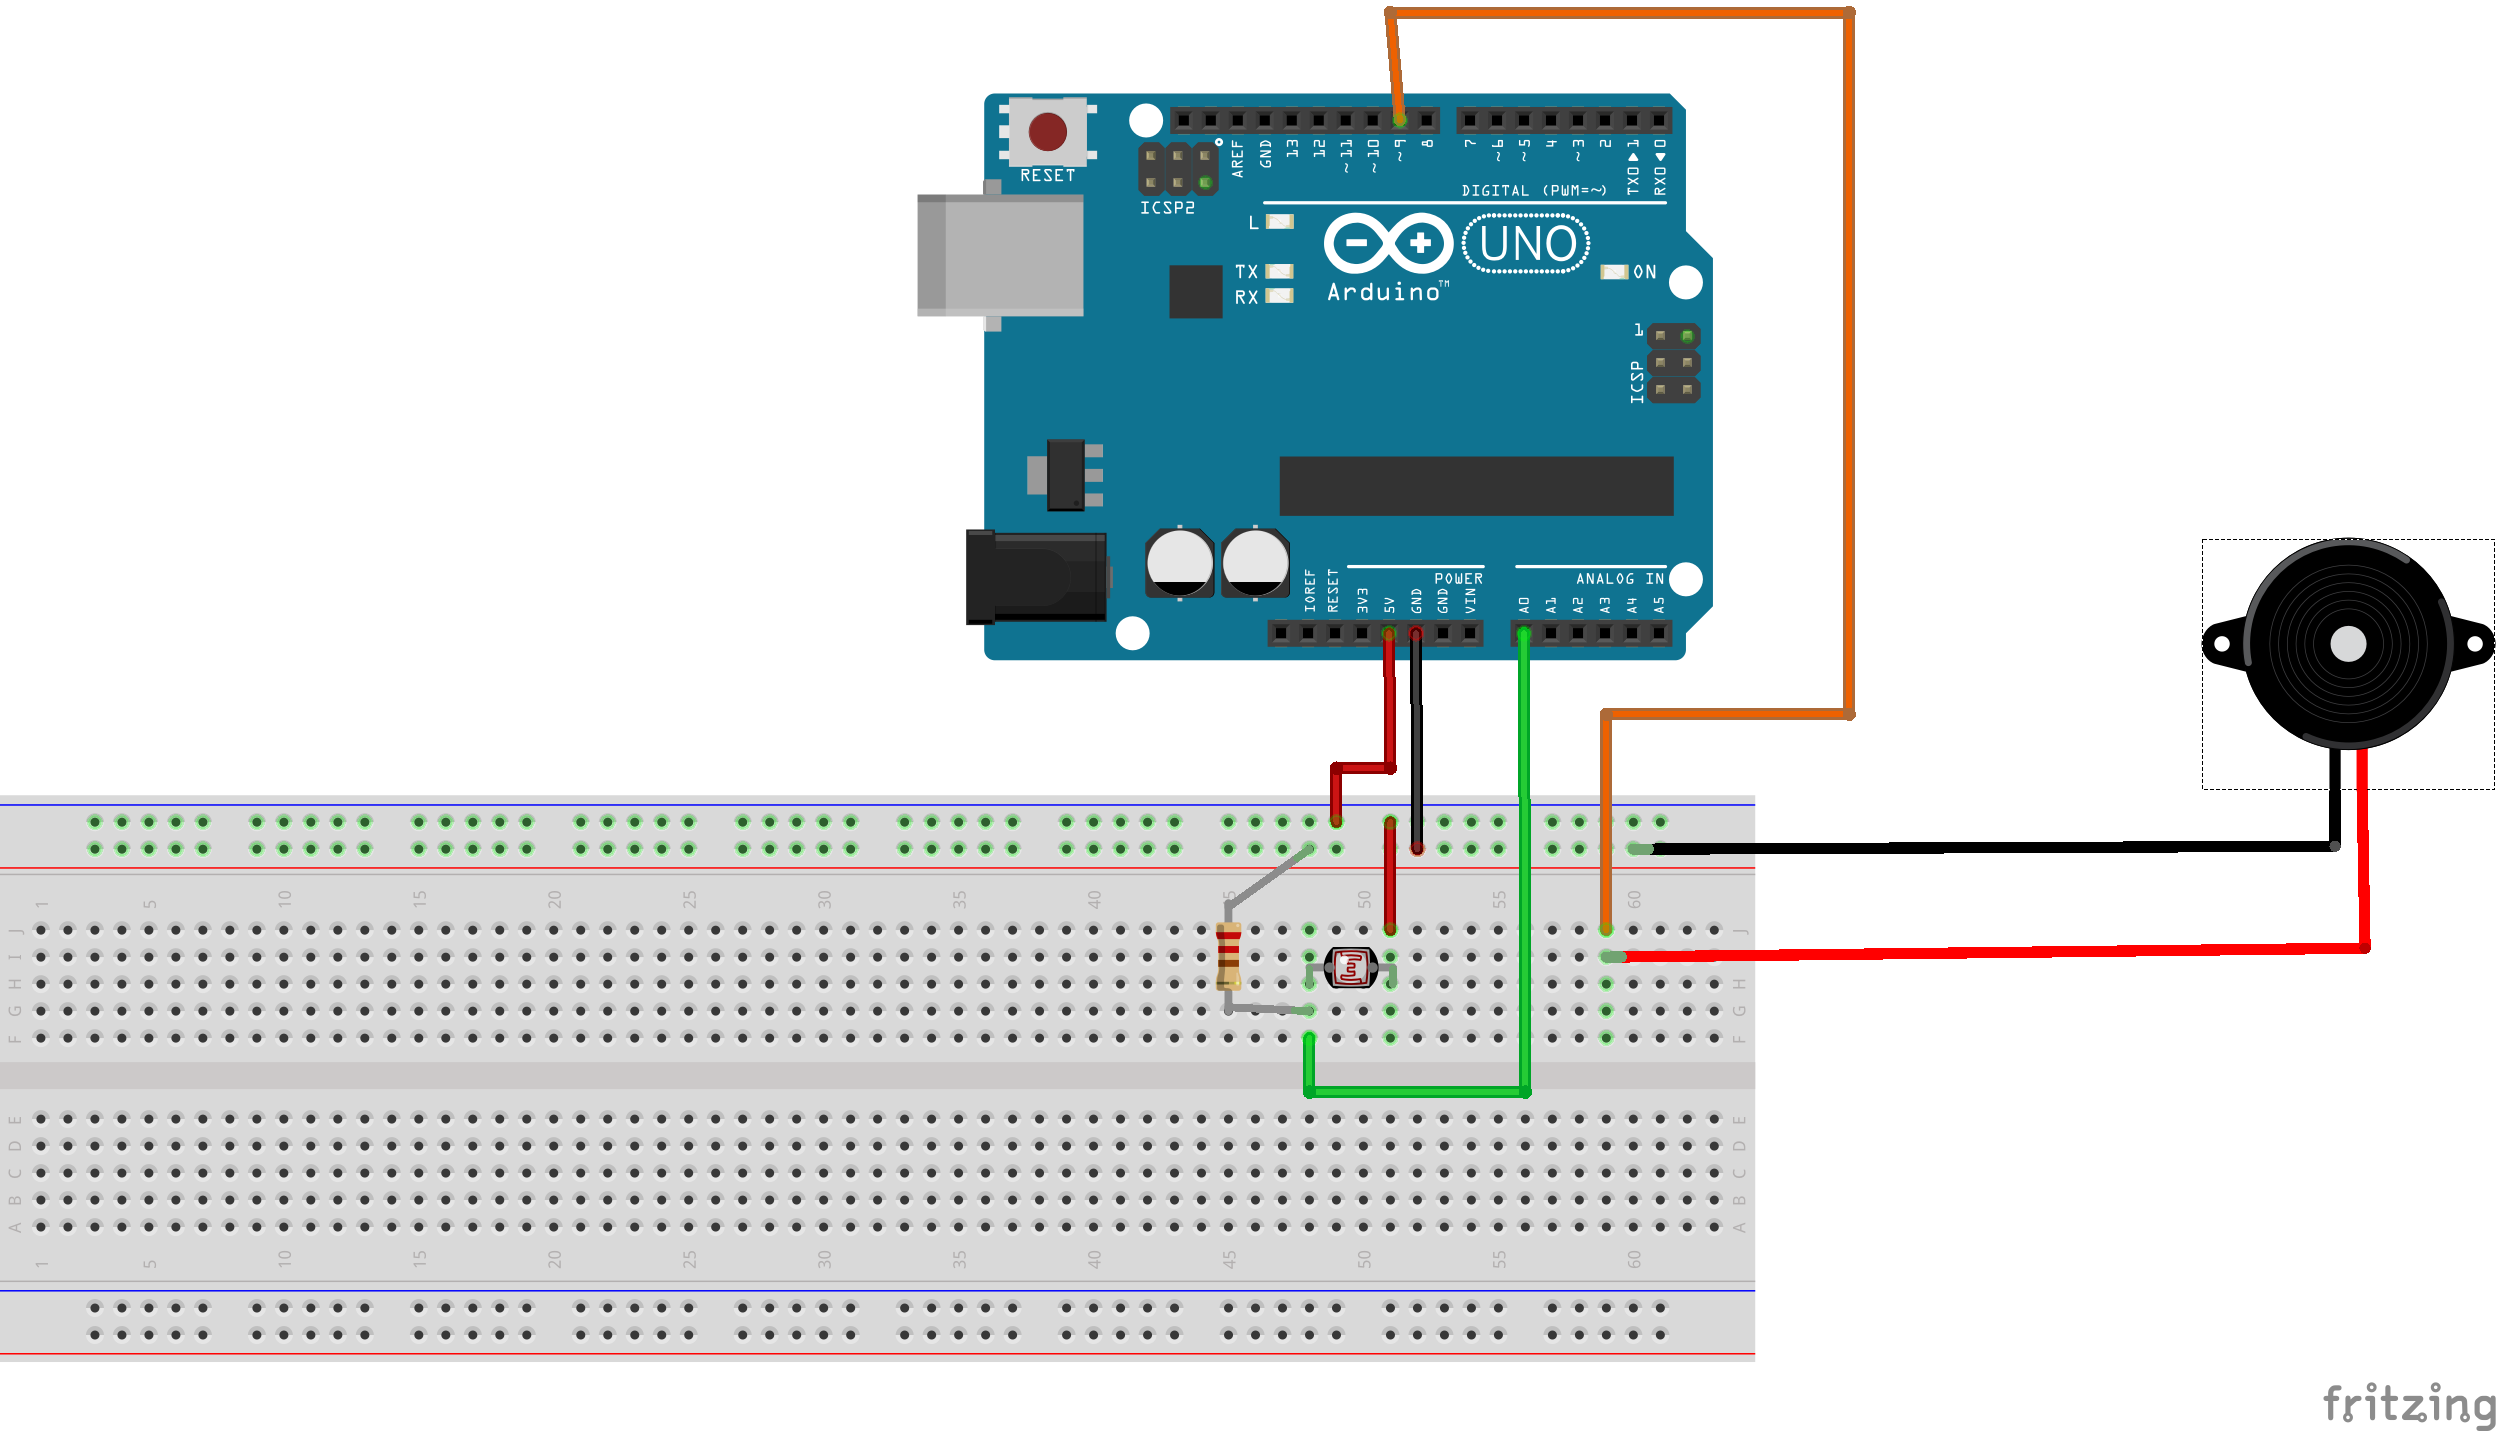 RESET
ICSP2
AREF
GND
13
12
~11
~10
~9
8
7
~6
~5
4
~3
2
TX0▶1
RX0◀0
DIGITAL (PWM=~)
L
TX
RX
UNO
ON
Arduino™
1
ICSP
IOREF
RESET
3V3
5V
GND
GND
VIN
POWER
ANALOG IN
A0
A1
A2
A3
A4
A5
1 5 10 15 20 25 30 35 40 50 55 60
J J
I
H H
G G
F F
E E
D D
C C
B B
A A
1 5 10 15 20 25 30 35 40 45 50 55 60
fritzing